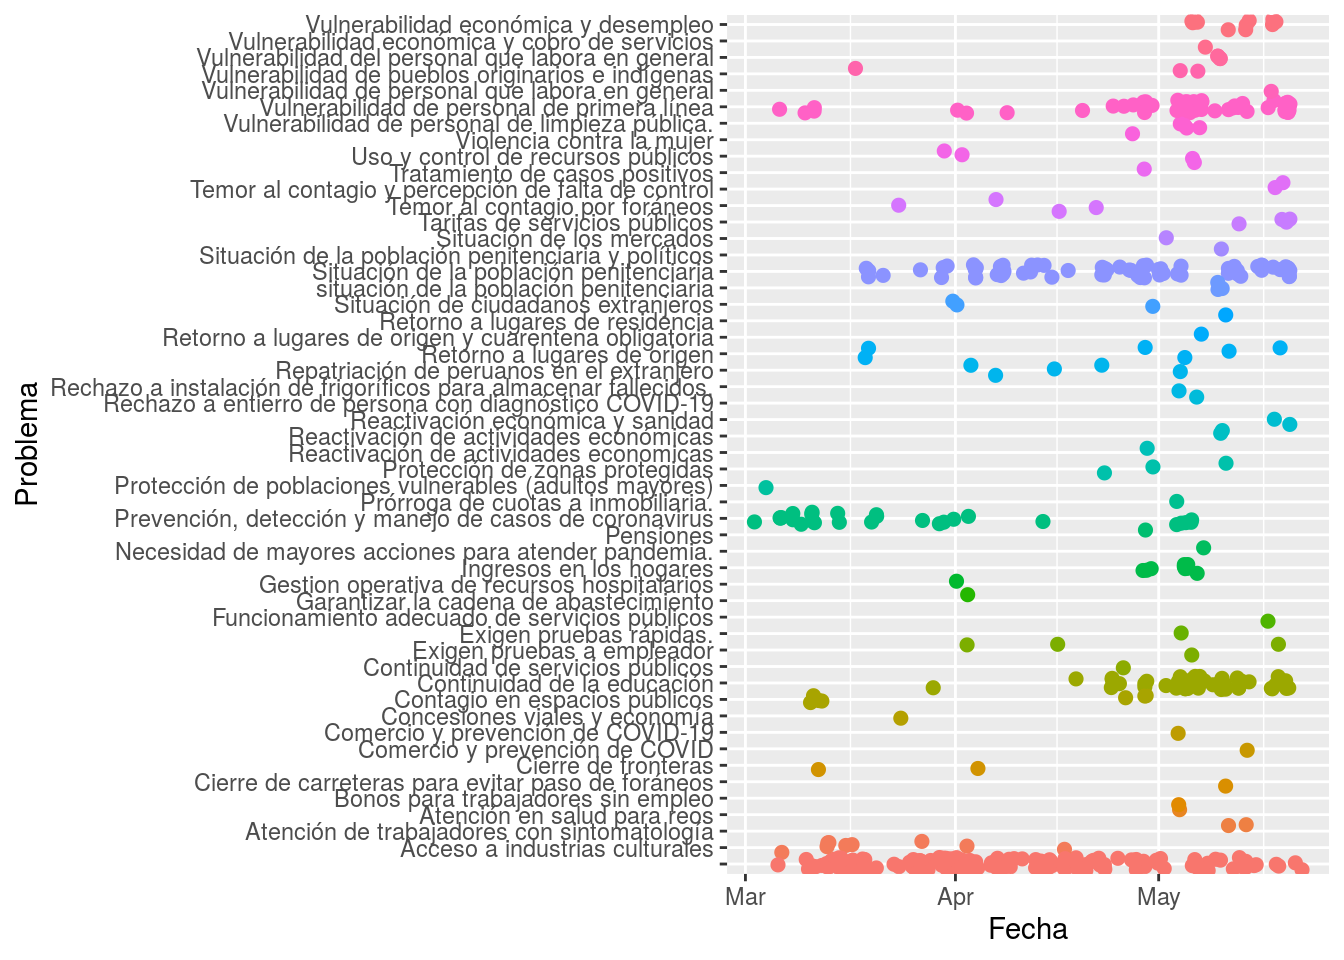 Vulnerabilidad económica y desempleo
Vulnerabilidad económica y cobro de servicios
Vulnerabilidad del personal que labora en general
Vulnerabilidad de pueblos originarios e indígenas
Vulnerabilidad de personal que labora en general
Vulnerabilidad de personal de primera línea
Vulnerabilidad de personal de limpieza pública.
Violencia contra la mujer
Uso y control de recursos públicos
Tratamiento de casos positivos
Temor al contagio y percepción de falta de control
Temor al contagio por foráneos
Tarifas de servicios públicos
Situación de los mercados
Situación de la población penitenciaria y políticos
Situación de la población penitenciaria
situación de la población penitenciaria
Situación de ciudadanos extranjeros
Retorno a lugares de residencia
Retorno a lugares de origen y cuarentena obligatoria
Retorno a lugares de origen
Repatriación de peruanos en el extranjero
Rechazo a instalación de frigoríficos para almacenar fallecidos.
Rechazo a entierro de persona con diagnóstico COVID-19
Reactivación económica y sanidad
Reactivación de actividades económicas
Reactivación de actividades economicas
Protección de zonas protegidas
Protección de poblaciones vulnerables (adultos mayores)
Prórroga de cuotas a inmobiliaria.
Prevención, detección y manejo de casos de coronavirus
Pensiones
Necesidad de mayores acciones para atender pandemia.
Ingresos en los hogares
Gestion operativa de recursos hospitalarios
Garantizar la cadena de abastecimiento
Funcionamiento adecuado de servicios públicos
Exigen pruebas rápidas.
Exigen pruebas a empleador
Continuidad de servicios públicos
Continuidad de la educación
Contagio en espacios públicos
Concesiones viales y economía
Comercio y prevención de COVID-19
Comercio y prevención de COVID
Cierre de fronteras
Cierre de carreteras para evitar paso de foráneos
Bonos para trabajadores sin empleo
Atención en salud para reos
Atención de trabajadores con sintomatología
Acceso a industrias culturales
Problema
Mar Apr May
Fecha